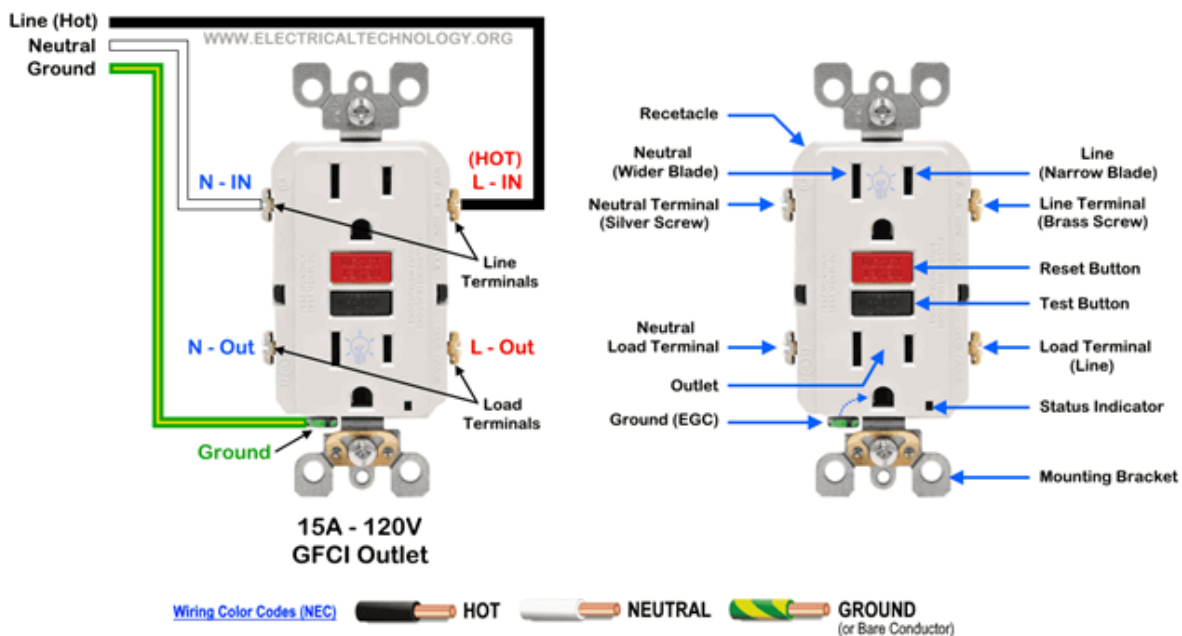 Line (Hot)
Neutral
Ground
WWW.ELECTRICALTECHNOLOGY.ORG
N - IN
(HOT)
L - IN
Line
Terminals
N - Out
L - Out
Load
Terminals
Ground
15A - 120V
GFCI Outlet
Recetacle
Neutral
(Wider Blade)
Line
(Narrow Blade)
Neutral Terminal
(Silver Screw)
Line Terminal
(Brass Screw)
Reset Button
Test Button
Neutral
Load Terminal
Load Terminal
(Line)
Outlet
Status Indicator
Ground (EGC)
Mounting Bracket
Wiring Color Codes (NEC)
HOT
NEUTRAL
GROUND
(or Bare Conductor)